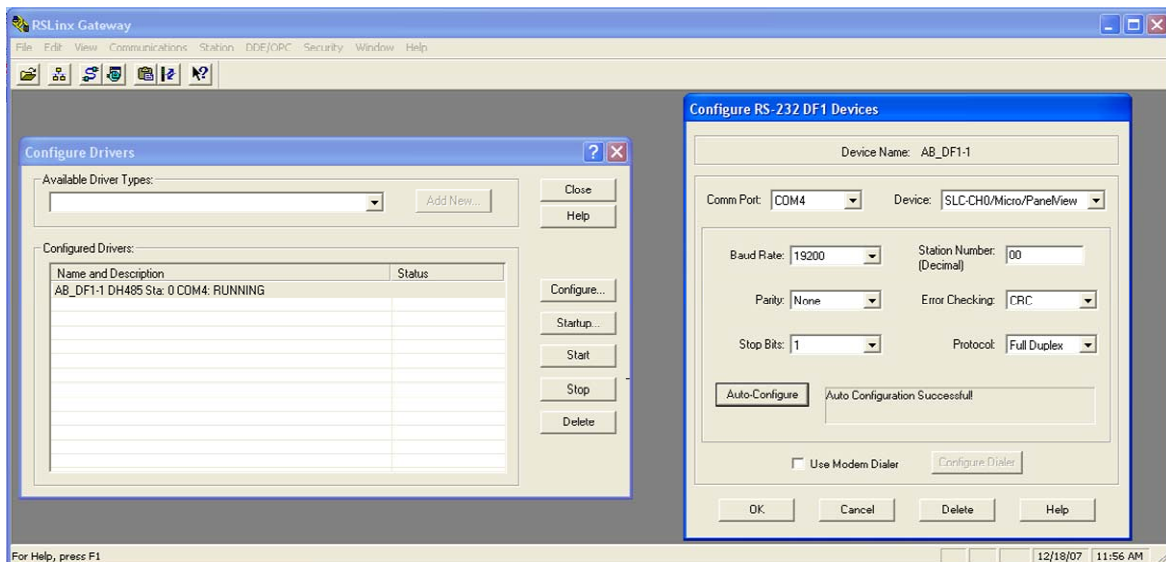 RSLinx Gateway
File Edit View Communications Station DDE/OPC Security Window Help
Configure Drivers
Available Driver Types:
Add New...
Close
Help
Configured Drivers:
Name and Description Status
AB_DF1-1 DH485 Sta: 0 COM4: RUNNING
Configure...
Startup...
Start
Stop
Delete
Configure RS-232 DF1 Devices
Device Name: AB_DF1-1
Comm Port: COM4 Device: SLC-CH0/Micro/PanelView
Baud Rate: 19200 Station Number: 00
(Decimal)
Parity: None Error Checking: CRC
Stop Bits: 1 Protocol: Full Duplex
Auto-Configure Auto Configuration Successful!
Use Modem Dialer Configure Dialer
OK Cancel Delete Help
For Help, press F1 12/18/07 11:56 AM